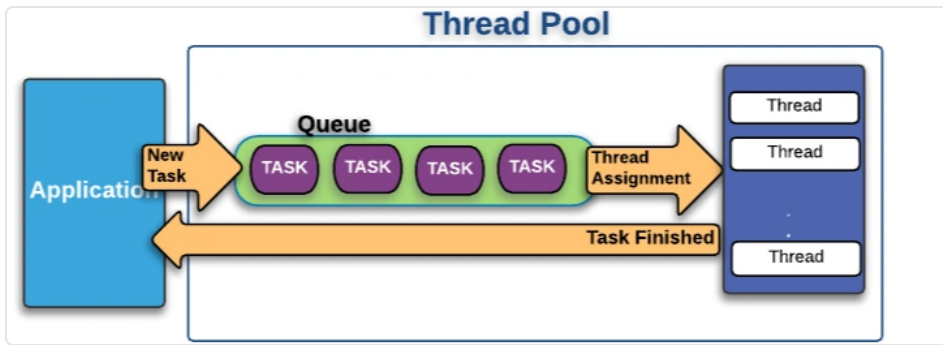 Thread Pool
Queue
Application
New
Task
TASK
TASK
TASK
TASK
Thread
Assignment
Thread
Thread
.
.
Thread
Task Finished